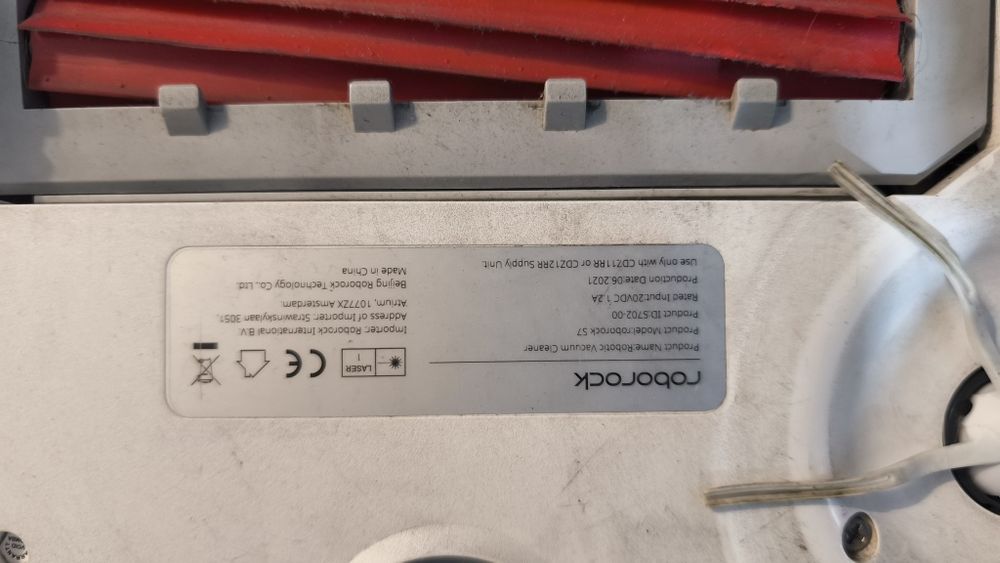 roborock
Product Name:Robotic Vacuum Cleaner
Product Model:roborock S7
Product ID:S702-00
Rated Input:20VDC 1.2A
Production Date:06.2021
Use only with CDZ11RR or CDZ12RR Supply Unit.
LASER
1
CE
Importer: Roborock International B.V.
Address of Importer: Strawinskylaan 3051,
Atrium, 1077ZX Amsterdam.
Beijing Roborock Technology Co., Ltd.
Made in China
VOID